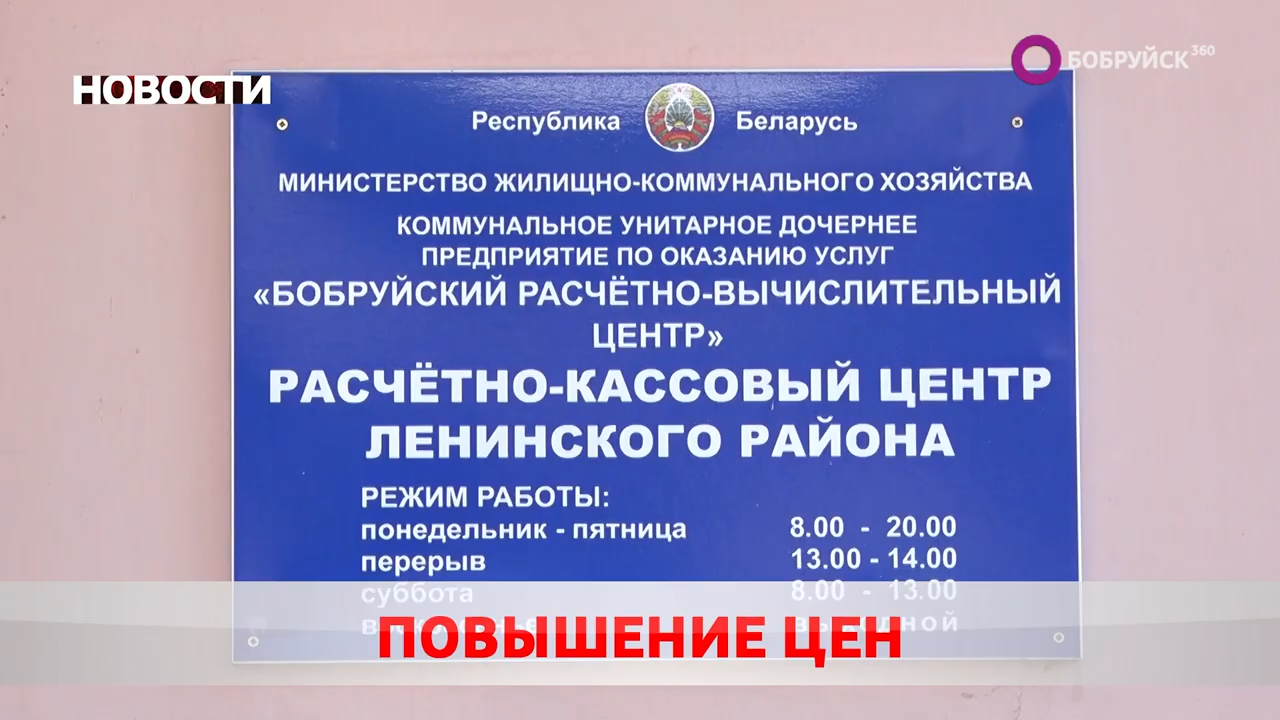 НОВОСТИ
БОБРУЙСК 360
Республика Беларусь
МИНИСТЕРСТВО ЖИЛИЩНО-КОММУНАЛЬНОГО ХОЗЯЙСТВА
КОММУНАЛЬНОЕ УНИТАРНОЕ ДОЧЕРНЕЕ
ПРЕДПРИЯТИЕ ПО ОКАЗАНИЮ УСЛУГ
«БОБРУЙСКИЙ РАСЧЁТНО-ВЫЧИСЛИТЕЛЬНЫЙ
ЦЕНТР»
РАСЧЁТНО-КАССОВЫЙ ЦЕНТР
ЛЕНИНСКОГО РАЙОНА
РЕЖИМ РАБОТЫ:
понедельник - пятница 8.00 - 20.00
перерыв 13.00 - 14.00
суббота 8.00 - 13.00
ПОВЫШЕНИЕ ЦЕН